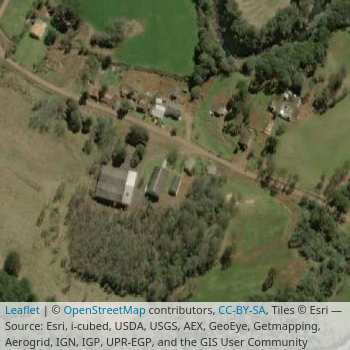 Leaflet | © OpenStreetMap contributors, CC-BY-SA, Tiles © Esri —
Source: Esri, i-cubed, USDA, USGS, AEX, GeoEye, Getmapping,
Aerogrid, IGN, IGP, UPR-EGP, and the GIS User Community